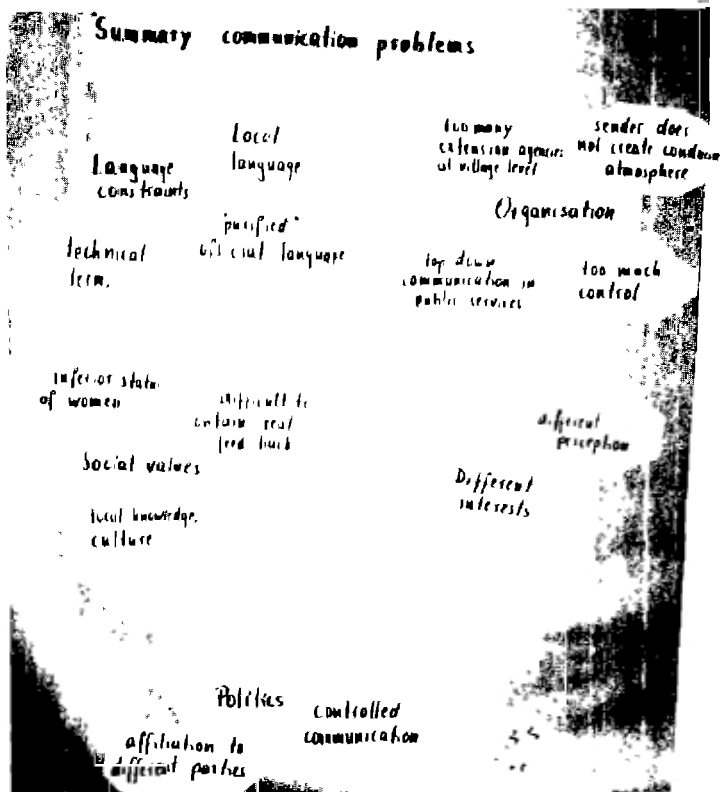 Summary communication problems
Local
language
Language
constraints
"purified"
official language
technical
term.
too many
extension agencies
at village level
sender does
not create conducive
atmosphere
Organisation
top down
communication in
public services
too much
control
inferior status
of women
difficult to
obtain real
feed back
Social values
local knowledge,
culture
different
perception
Different
interests
Politics
controlled
communication
affiliation to
different parties